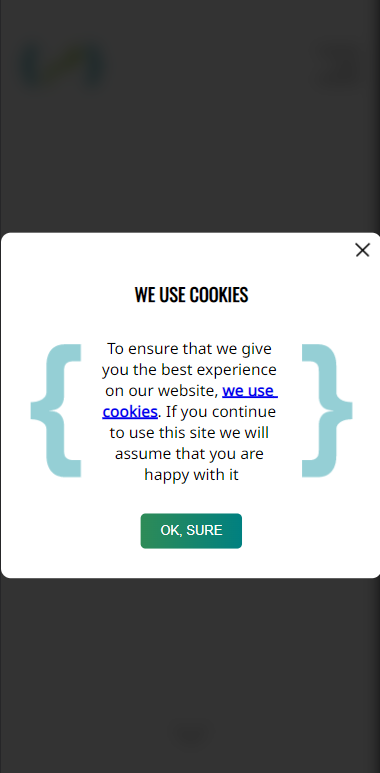 WE USE COOKIES
To ensure that we give
you the best experience
on our website, we use
cookies. If you continue
to use this site we will
assume that you are
happy with it
OK, SURE